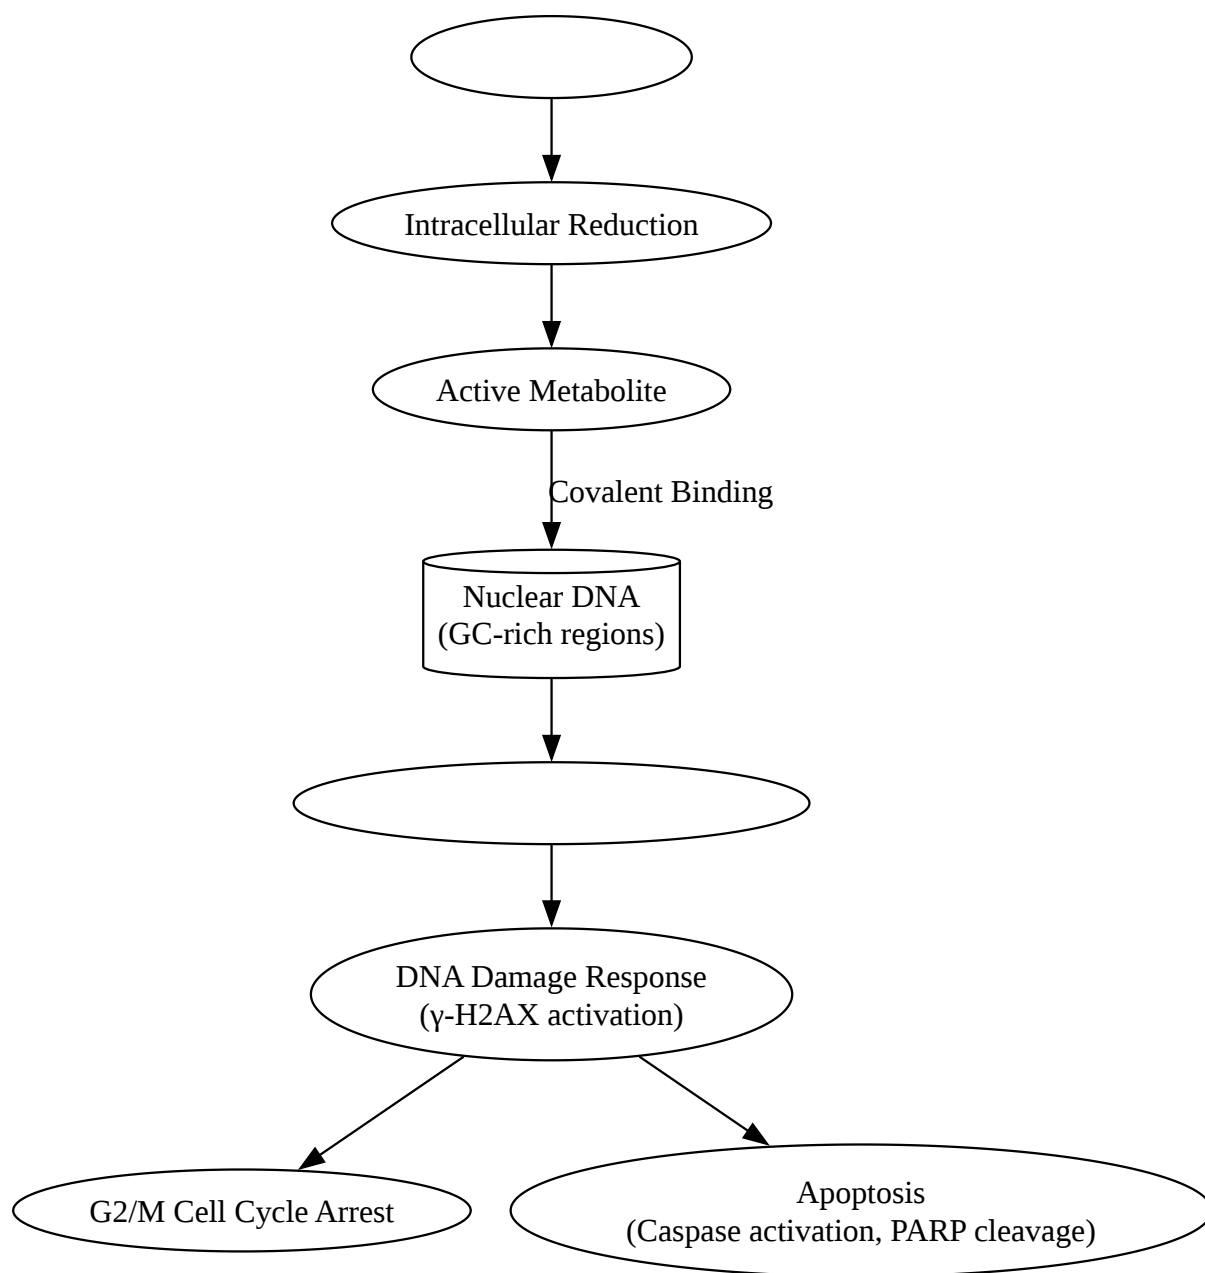 Intracellular Reduction
Active Metabolite
Covalent Binding
Nuclear DNA
(GC-rich regions)
DNA Damage Response
(γ-H2AX activation)
G2/M Cell Cycle Arrest
Apoptosis
(Caspase activation, PARP cleavage)